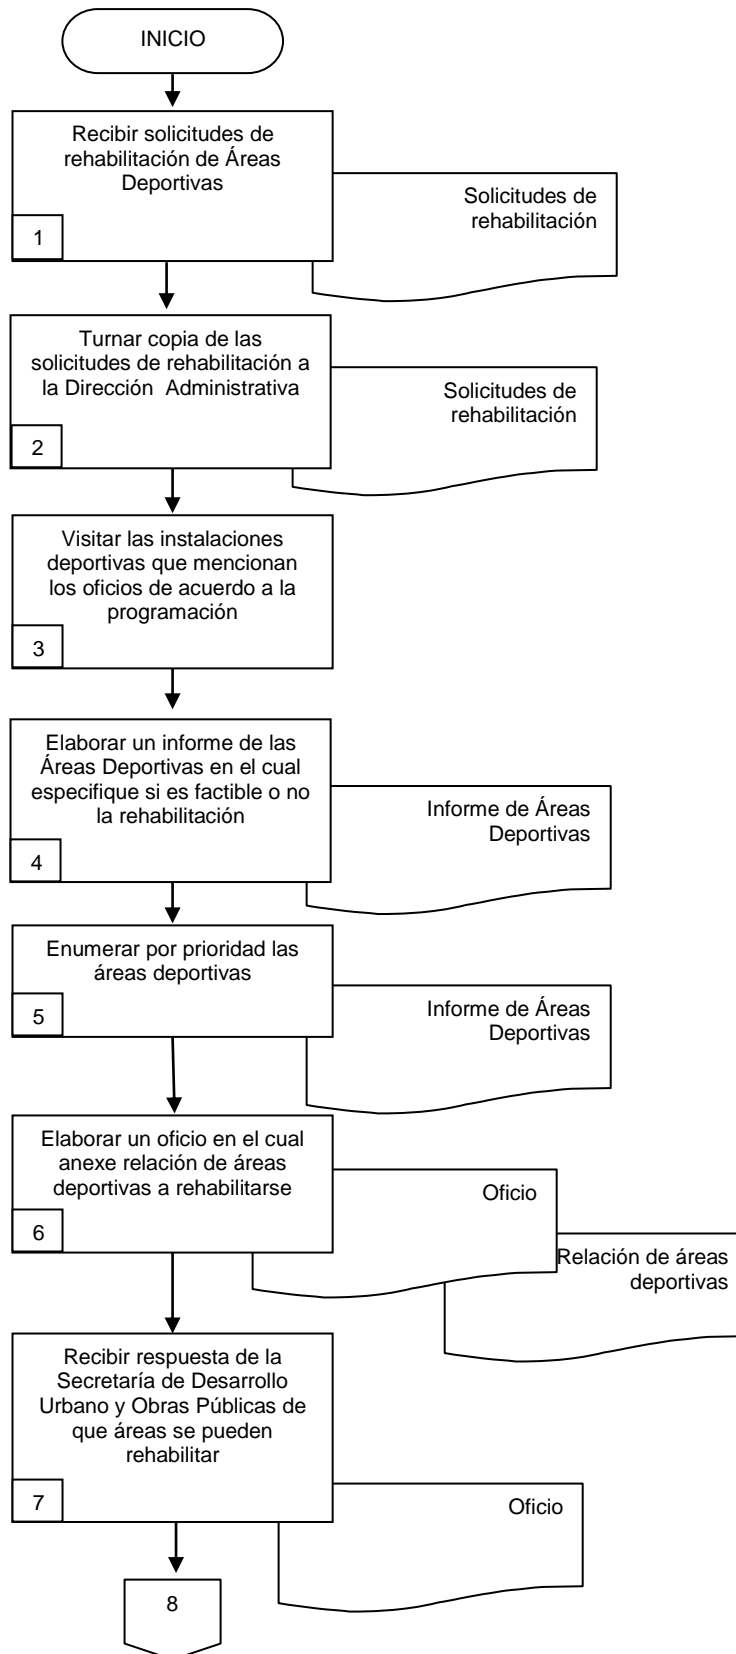 INICIO
Recibir solicitudes de
rehabilitación de Áreas
Deportivas
1
Solicitudes de
rehabilitación
Turnar copia de las
solicitudes de rehabilitación a
la Dirección Administrativa
2
Solicitudes de
rehabilitación
Visitar las instalaciones
deportivas que mencionan
los oficios de acuerdo a la
programación
3
Elaborar un informe de las
Áreas Deportivas en el cual
especifique si es factible o no
la rehabilitación
4
Informe de Áreas
Deportivas
Enumerar por prioridad las
áreas deportivas
5
Informe de Áreas
Deportivas
Elaborar un oficio en el cual
anexe relación de áreas
deportivas a rehabilitarse
6
Oficio
Relación de áreas
deportivas
Recibir respuesta de la
Secretaría de Desarrollo
Urbano y Obras Públicas de
que áreas se pueden
rehabilitar
7
Oficio
8